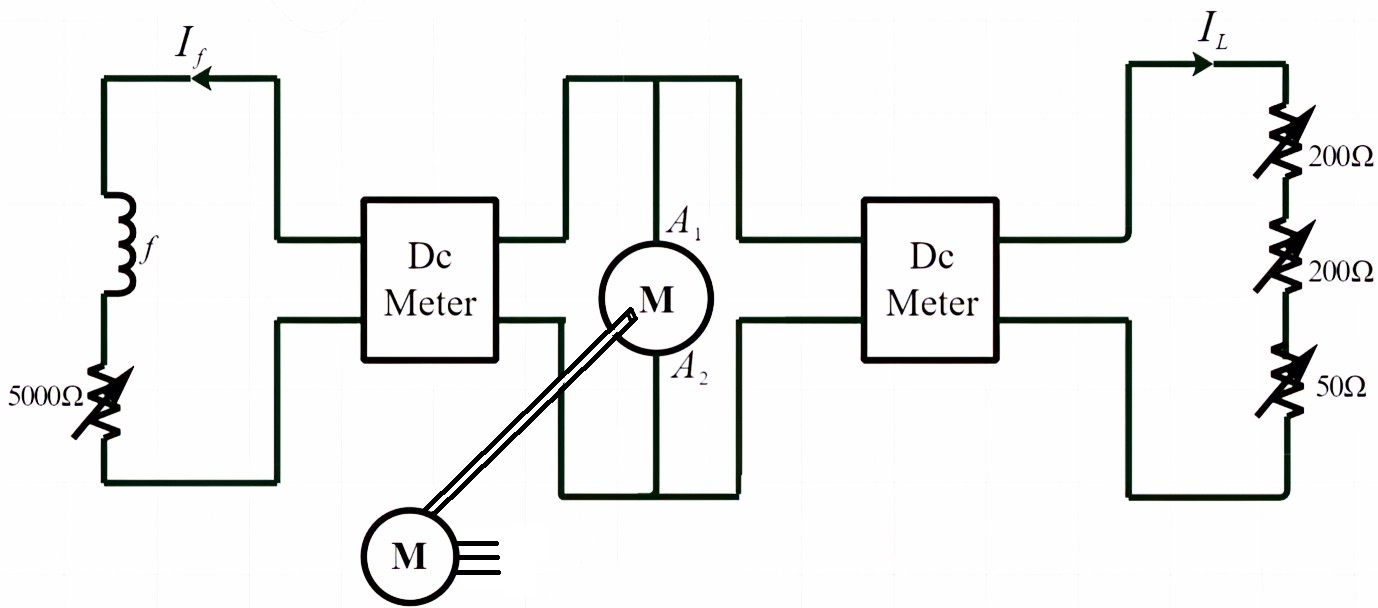 I_f
I_L
200Ω
A_1
Dc
Meter
Dc
Meter
f
200Ω
M
A_2
5000Ω
50Ω
M